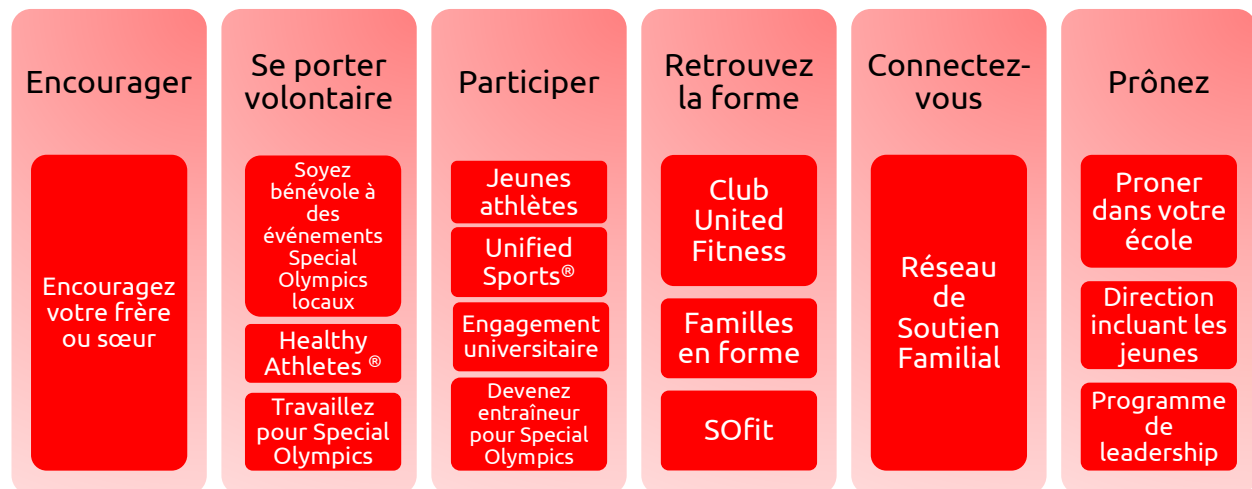 Encourager
Encouragez
votre frère
ou sœur
Se porter
volontaire
Soyez
bénévole à
des
événements
Special
Olympics
locaux
Healthy
Athletes ®
Travaillez
pour Special
Olympics
Participer
Jeunes
athlètes
Unified
Sports®
Engagement
universitaire
Devenez
entraîneur
pour Special
Olympics
Retrouvez
la forme
Club
United
Fitness
Familles
en forme
SOfit
Connectez-
vous
Réseau
de
Soutien
Familial
Prônez
Proner
dans votre
école
Direction
incluant les
jeunes
Programme
de
leadership